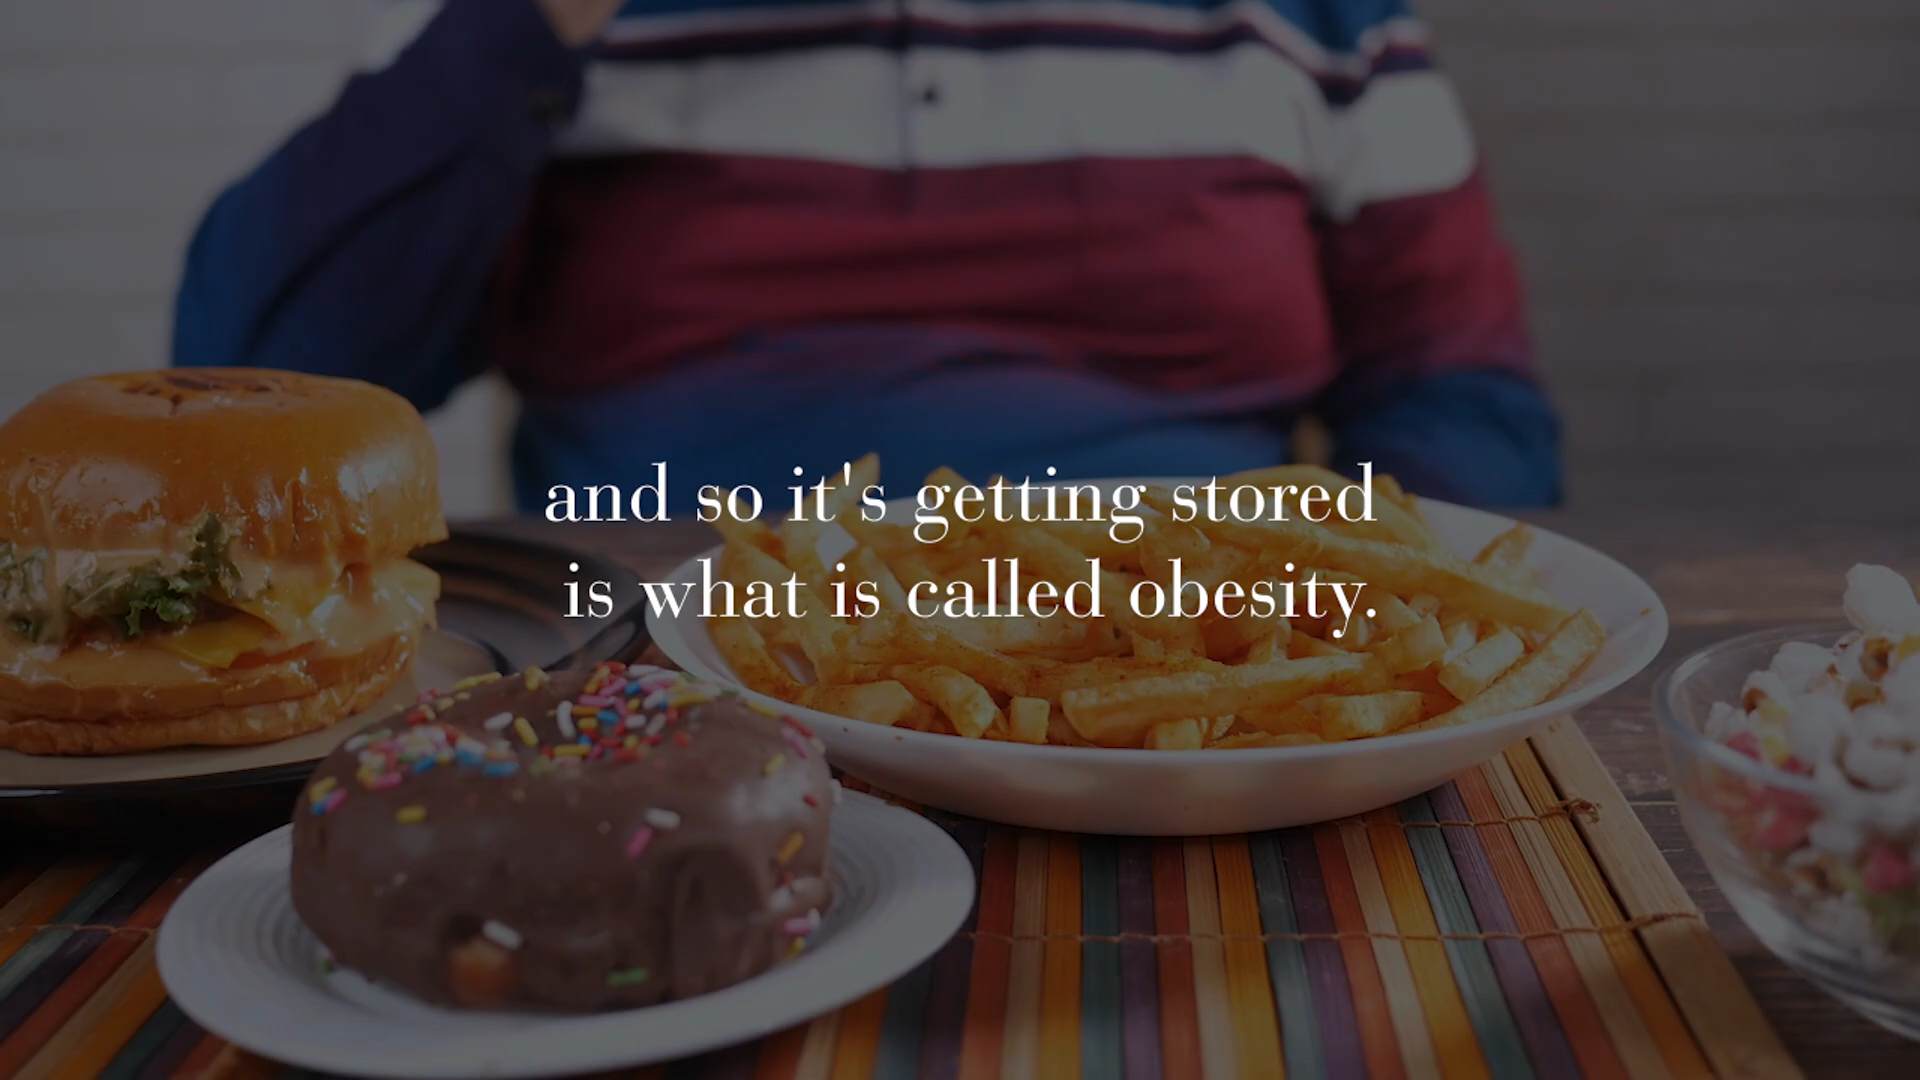 and so it's getting stored
is what is called obesity.